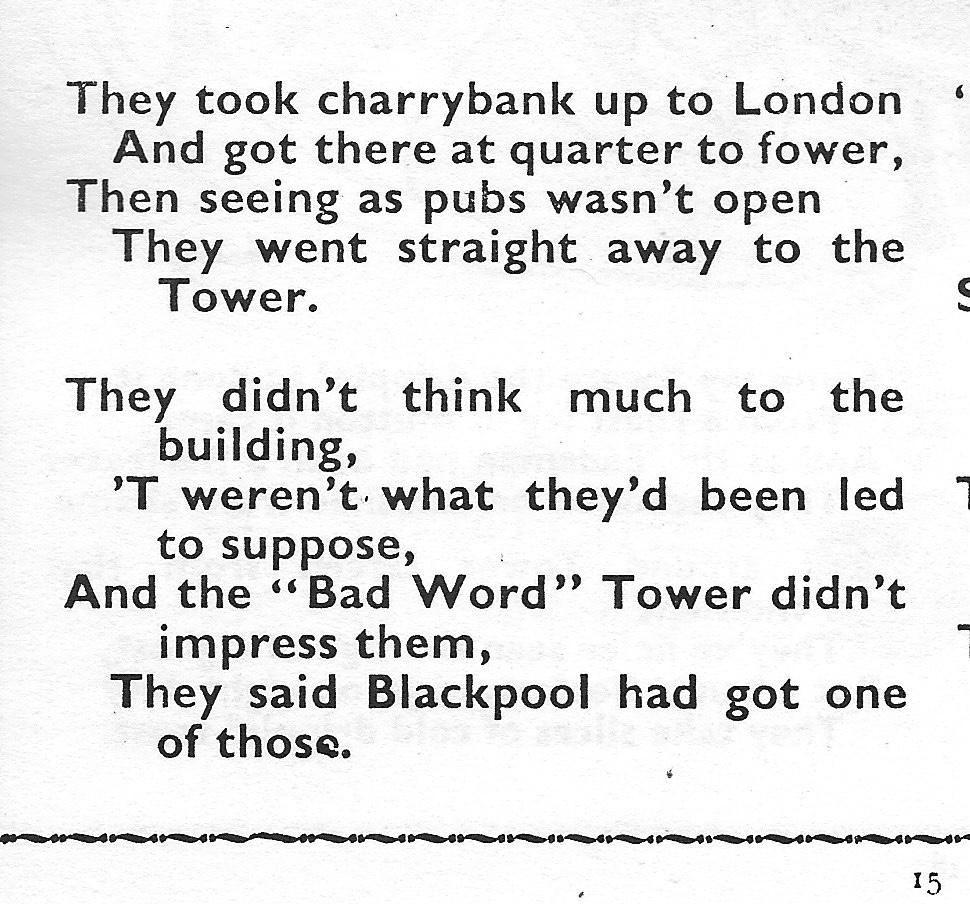 They took charrybank up to London
And got there at quarter to fower,
Then seeing as pubs wasn't open
They went straight away to the
Tower.
They didn't think much to the
building,
'T weren't what they'd been led
to suppose,
And the “Bad Word” Tower didn't
impress them,
They said Blackpool had got one
of those.
15